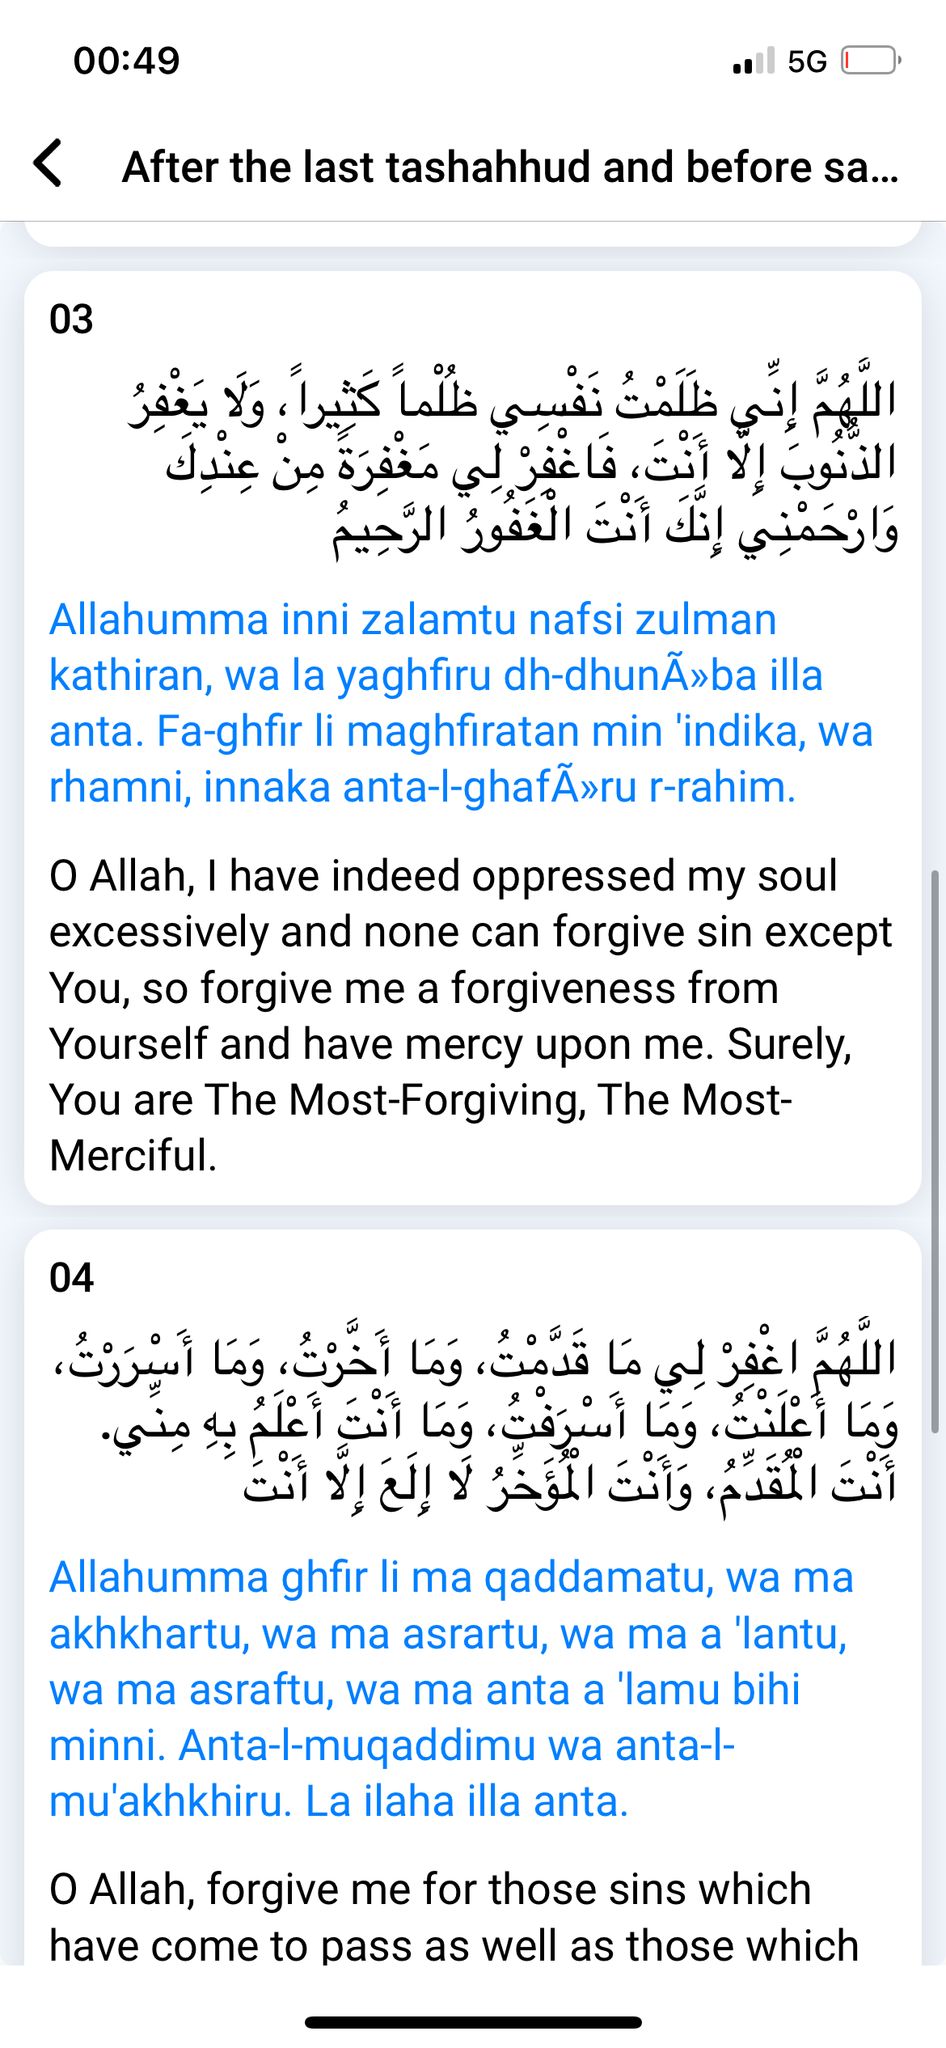 00:49
5G
After the last tashahhud and before sa...
03
اللَّهُمَّ إِنِّي ظَلَمْتُ نَفْسِي ظُلْماً كَثِيراً، وَلَا يَغْفِرُ
الذُّنُوبَ إِلَّا أَنْتَ، فَاغْفِرْ لِي مَغْفِرَةً مِنْ عِنْدِكَ
وَارْحَمْنِي إِنَّكَ أَنْتَ الْغَفُورُ الرَّحِيمُ
Allahumma inni zalamtu nafsi zulman
kathiran, wa la yaghfiru dh-dhunÃ»ba illa
anta. Fa-ghfir li maghfiratan min 'indika, wa
rhamni, innaka anta-l-ghafÃ»ru r-rahim.
O Allah, I have indeed oppressed my soul
excessively and none can forgive sin except
You, so forgive me a forgiveness from
Yourself and have mercy upon me. Surely,
You are The Most-Forgiving, The Most-
Merciful.
04
اللَّهُمَّ اغْفِرْ لِي مَا قَدَّمْتُ، وَمَا أَخَّرْتُ، وَمَا أَسْرَرْتُ،
وَمَا أَعْلَنْتُ، وَمَا أَسْرَفْتُ، وَمَا أَنْتَ أَعْلَمُ بِهِ مِنِّي.
أَنْتَ الْمُقَدِّمُ، وَأَنْتَ الْمُؤَخِّرُ لَا إِلَعَ إِلَّا أَنْتَ
Allahumma ghfir li ma qaddamatu, wa ma
akhkhartu, wa ma asrartu, wa ma a 'lantu,
wa ma asraftu, wa ma anta a 'lamu bihi
minni. Anta-l-muqaddimu wa anta-l-
mu'akhkhiru. La ilaha illa anta.
O Allah, forgive me for those sins which
have come to pass as well as those which